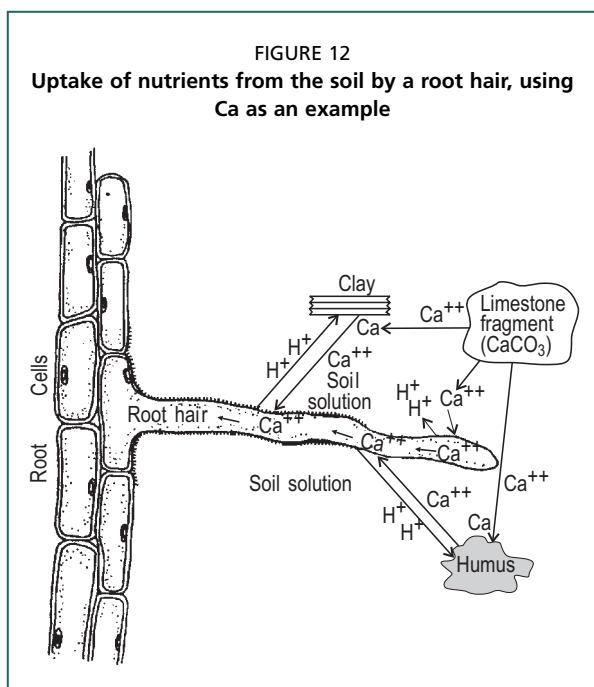 FIGURE 12
Uptake of nutrients from the soil by a root hair, using
Ca as an example
Clay
Ca
Ca++
Limestone
fragment
(CaCO3)
H+
H+
Ca++
Soil
solution
H+
H+
Ca++
Cells
Root
Root hair
Ca++
Ca++
Ca++
Soil solution
H+
H+
Ca++
Ca++
Ca
Humus